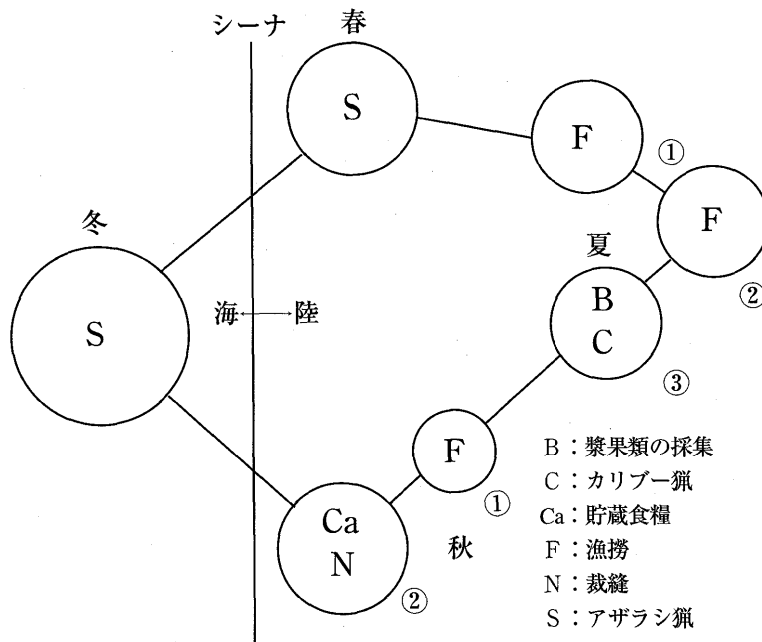 シーナ
春
S
F
①
冬
F
夏
②
B
S
海
陸
C
③
F
①
Ca
N
秋
②
B：漿果類の採集
C：カリブー猟
Ca：貯蔵食糧
F：漁撈
N：裁縫
S：アザラシ猟